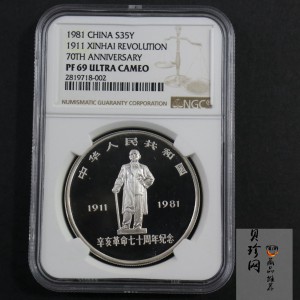 1981 CHINA S35Y
1911 XINHAI REVOLUTION
70TH ANNIVERSARY
PF 69 ULTRA CAMEO
2819718-002
NUMISMATIC GUARANTY CORPORATION
NGC
中华人民共和国
1911 1981
辛亥革命七十周年纪念
贝珍网